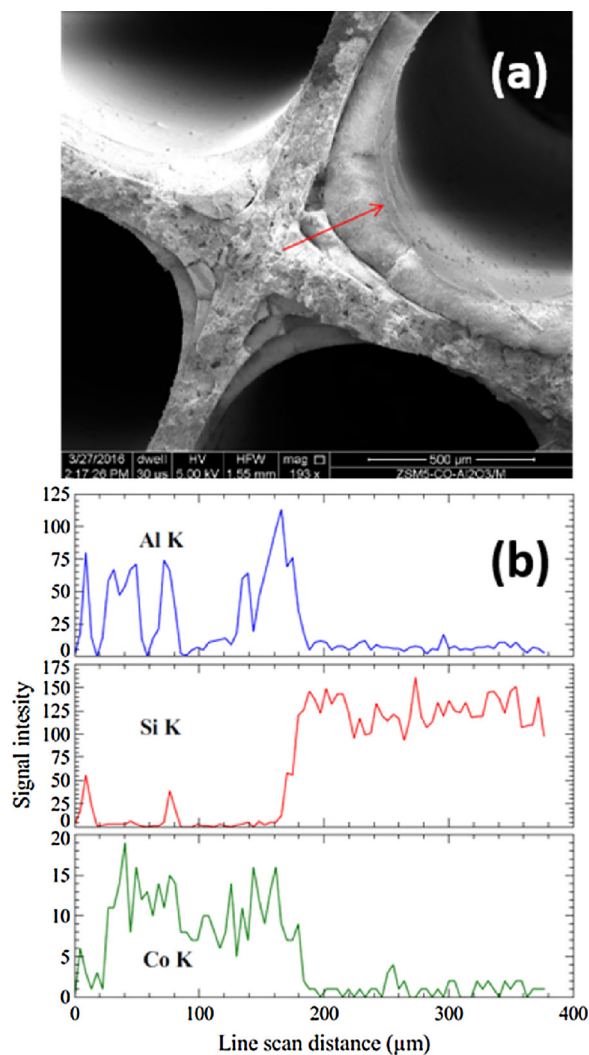 (a)
3/27/2016 dwell HV HFW mag □ 500 µm
2:17:26 PM 30 µs 5.00 kV 1.55 mm 193 x ZSM5-CO-Al2O3/M
125
100
75
50
25
0
Al K
(b)
175
150
125
100
75
50
25
0
Si K
Signal intesity
20
15
10
5
0
Co K
0 100 200 300 400
Line scan distance (µm)